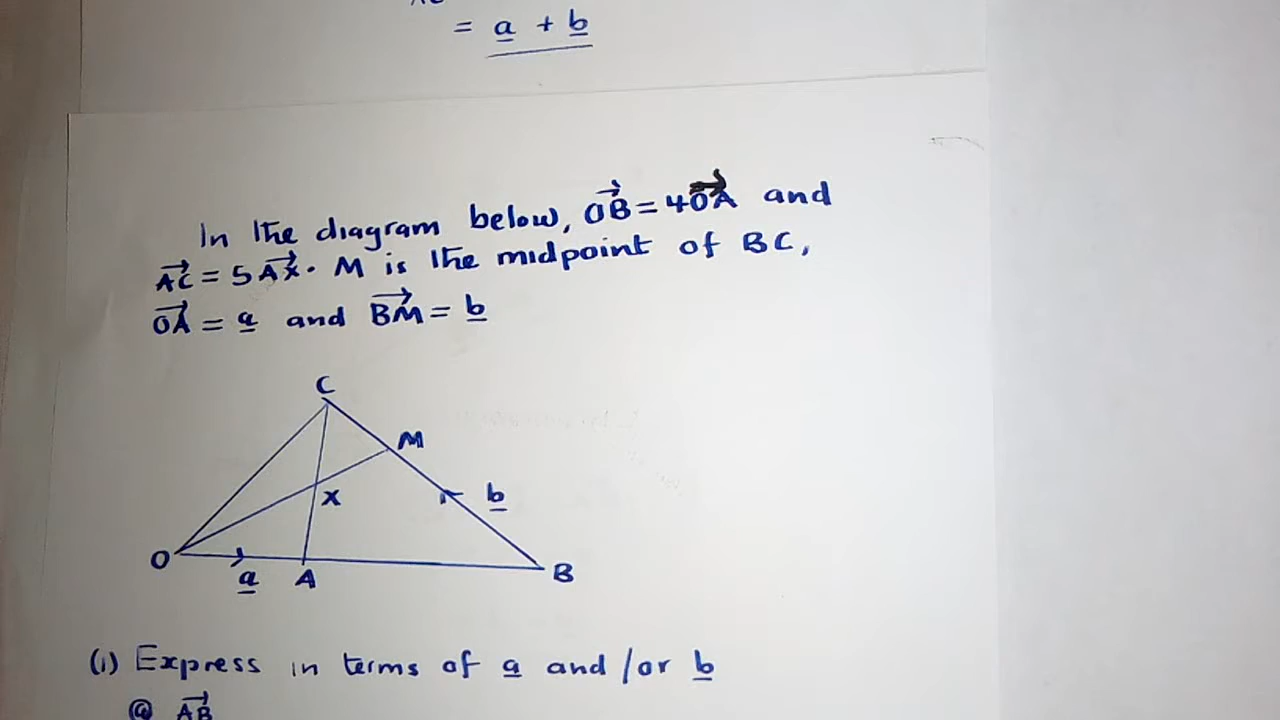 = a + b
In the diagram below, OB = 4OA and
AC = 5AX. M is the midpoint of BC,
OA = a and BM = b
C
M
X
b
O
a
A
B
(i) Express in terms of a and/or b
(a) AB